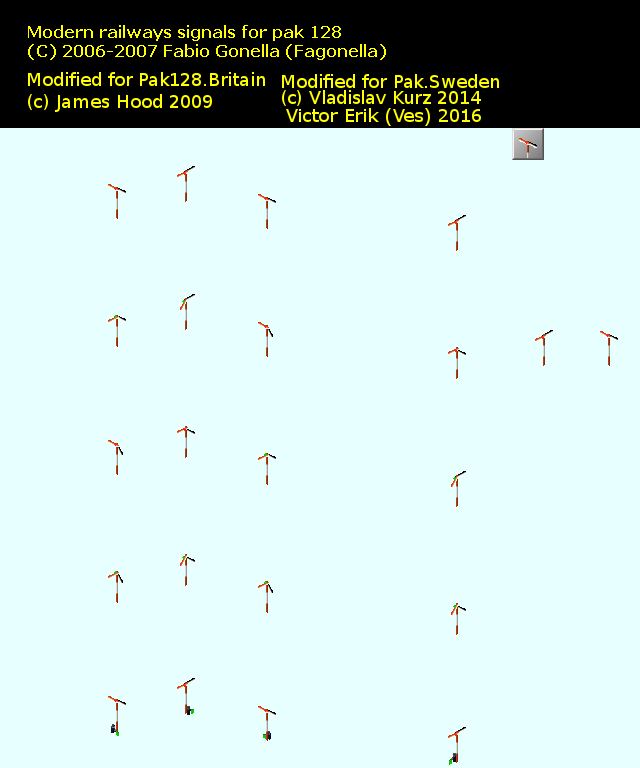 Modern railways signals for pak 128
(C) 2006-2007 Fabio Gonella (Fagonella)
Modified for Pak128.Britain
(c) James Hood 2009
Modified for Pak.Sweden
(c) Vladislav Kurz 2014
Victor Erik (Ves) 2016